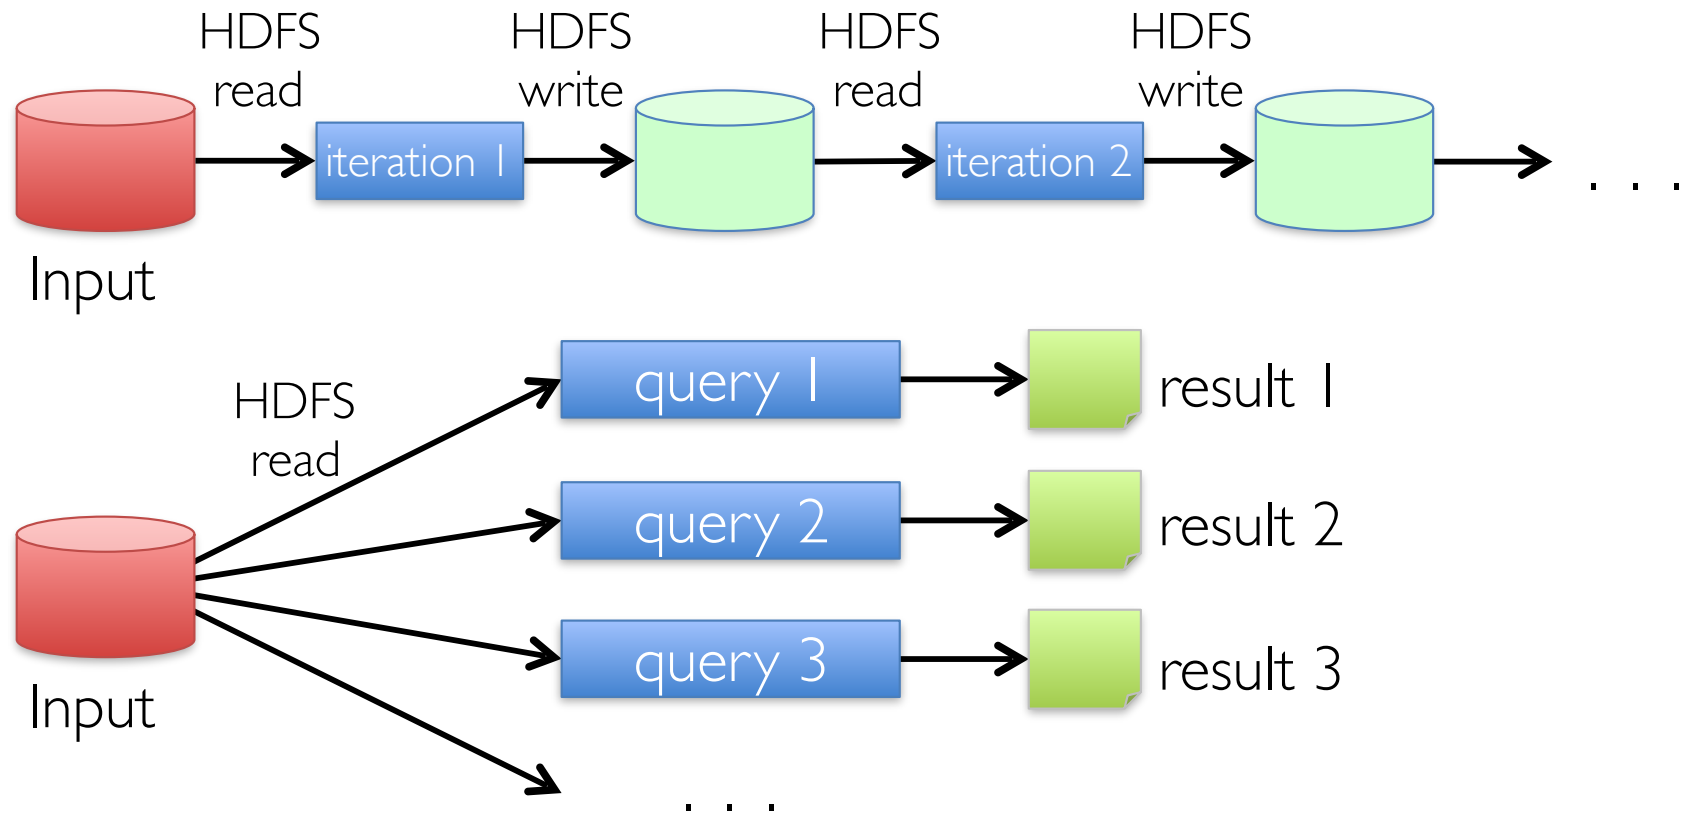 HDFS
read
HDFS
write
HDFS
read
HDFS
write
iteration 1
iteration 2
. . .
Input
HDFS
read
query 1
result 1
query 2
result 2
query 3
result 3
Input
. . .